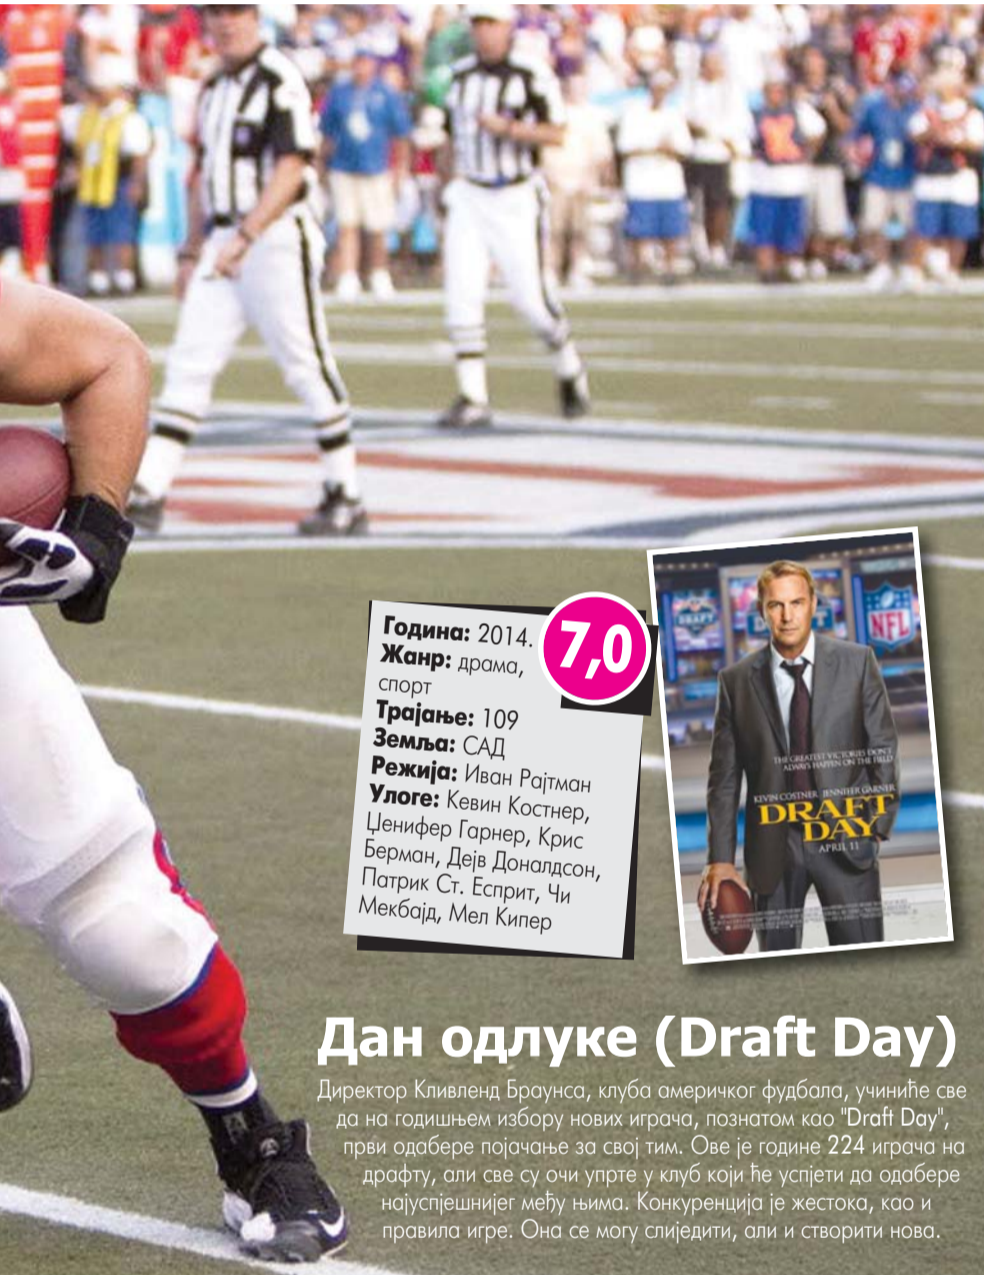 Година: 2014.
Жанр: драма,
спорт
Трајање: 109
Земља: САД
Режија: Иван Рајтман
Улоге: Кевин Костнер,
Џенифер Гарнер, Крис
Берман, Дејв Доналдсон,
Патрик Ст. Есприт, Чи
Мекбајд, Мел Кипер
7,0
DRAFT
NFL
THE GREATEST VICTORIES DON'T
ALWAYS HAPPEN ON THE FIELD
KEVIN COSTNER JENNIFER GARNER
DRAFT
DAY
APRIL 11
Дан одлуке (Draft Day)
Директор Кливленд Браунса, клуба америчког фудбала, учиниће све
да на годишњем избору нових играча, познатом као "Draft Day",
први одабере појачање за свој тим. Ове је године 224 играча на
драфту, али све су очи упрте у клуб који ће успјети да одабере
најуспјешнијег међу њима. Конкуренција је жестока, као и
правила игре. Она се могу слиједити, али и створити нова.